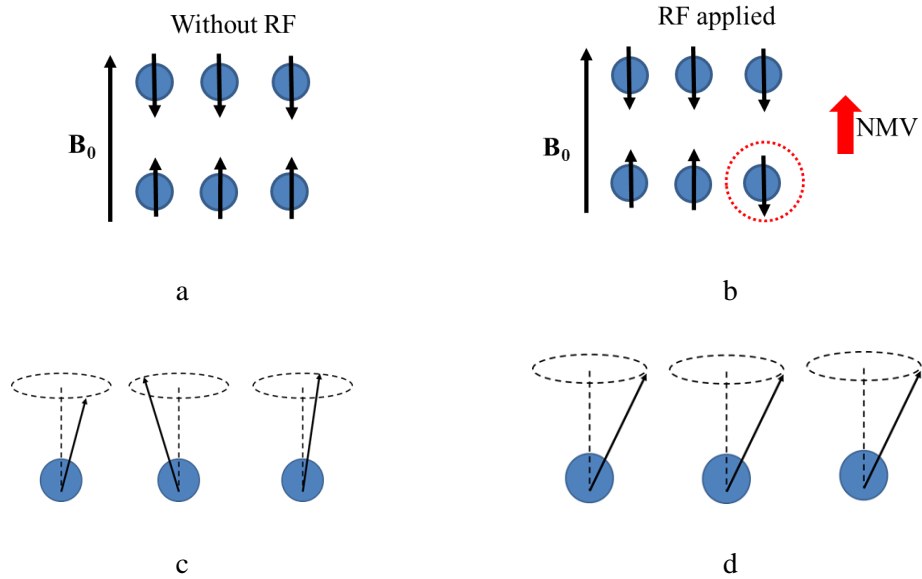 Without RF
B₀
a
RF applied
B₀
NMV
b
c
d